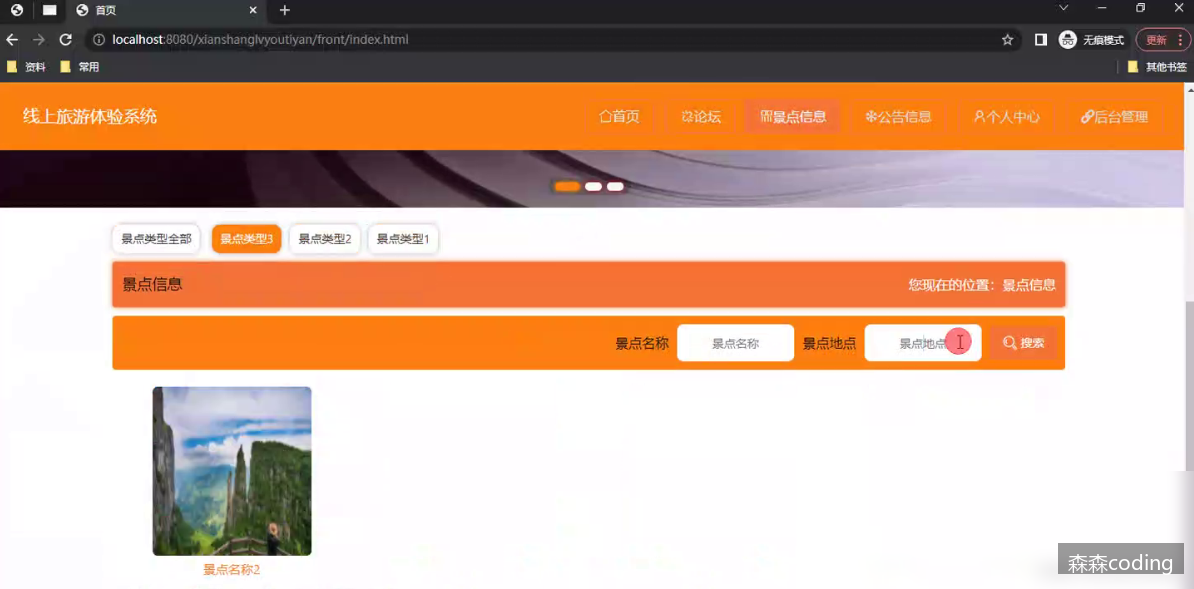 首页
localhost:8080/xianshanglvyoutiyan/front/index.html
无痕模式
更新
资料
常用
其他书签
线上旅游体验系统
首页
论坛
景点信息
公告信息
个人中心
后台管理
景点类型全部
景点类型3
景点类型2
景点类型1
景点信息
您现在的位置：景点信息
景点名称
景点名称
景点地点
景点地点
搜索
景点名称2
森森coding